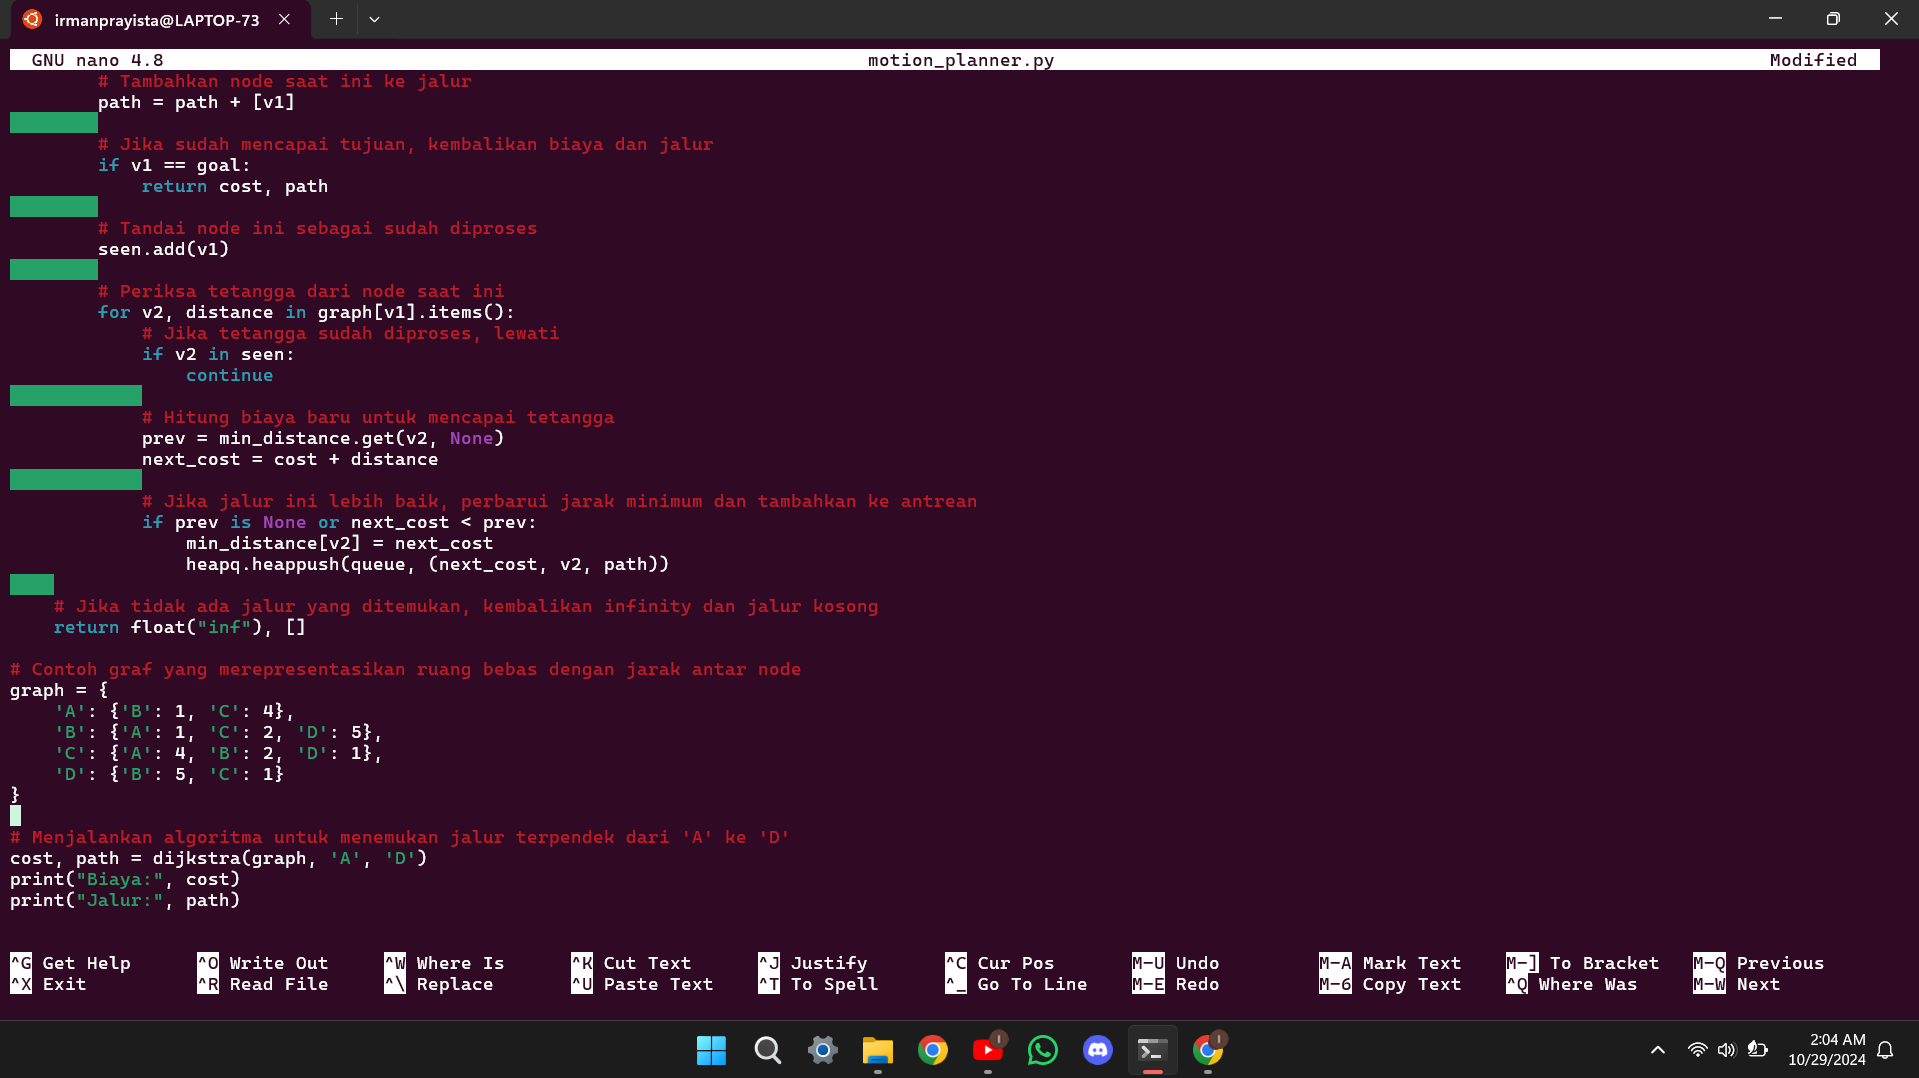 irmanprayista@LAPTOP-73
GNU nano 4.8 motion_planner.py Modified
# Tambahkan node saat ini ke jalur
path = path + [v1]
# Jika sudah mencapai tujuan, kembalikan biaya dan jalur
if v1 == goal:
return cost, path
# Tandai node ini sebagai sudah diproses
seen.add(v1)
# Periksa tetangga dari node saat ini
for v2, distance in graph[v1].items():
# Jika tetangga sudah diproses, lewati
if v2 in seen:
continue
# Hitung biaya baru untuk mencapai tetangga
prev = min_distance.get(v2, None)
next_cost = cost + distance
# Jika jalur ini lebih baik, perbarui jarak minimum dan tambahkan ke antrean
if prev is None or next_cost < prev:
min_distance[v2] = next_cost
heapq.heappush(queue, (next_cost, v2, path))
# Jika tidak ada jalur yang ditemukan, kembalikan infinity dan jalur kosong
return float("inf"), []
# Contoh graf yang merepresentasikan ruang bebas dengan jarak antar node
graph = {
'A': {'B': 1, 'C': 4},
'B': {'A': 1, 'C': 2, 'D': 5},
'C': {'A': 4, 'B': 2, 'D': 1},
'D': {'B': 5, 'C': 1}
}
# Menjalankan algoritma untuk menemukan jalur terpendek dari 'A' ke 'D'
cost, path = dijkstra(graph, 'A', 'D')
print("Biaya:", cost)
print("Jalur:", path)
^G Get Help ^O Write Out ^W Where Is ^K Cut Text ^J Justify ^C Cur Pos M-U Undo M-A Mark Text M-] To Bracket M-Q Previous
^X Exit ^R Read File ^\ Replace ^U Paste Text ^T To Spell ^_ Go To Line M-E Redo M-6 Copy Text ^Q Where Was M-W Next
2:04 AM
10/29/2024